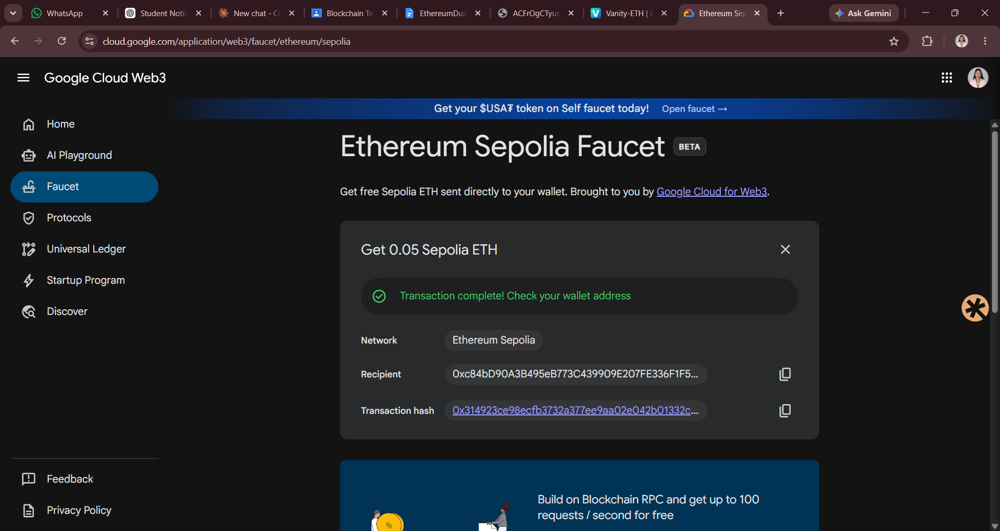 WhatsApp
Student Notic
New chat - Cl
Blockchain Te
EthereumDun
ACFrOgCTyux
Vanity-ETH | E
Ethereum Sep
Ask Gemini
cloud.google.com/application/web3/faucet/ethereum/sepolia
Google Cloud Web3
Get your $USA₮ token on Self faucet today! Open faucet →
Home
AI Playground
Faucet
Protocols
Universal Ledger
Startup Program
Discover
Feedback
Privacy Policy
Ethereum Sepolia Faucet BETA
Get free Sepolia ETH sent directly to your wallet. Brought to you by Google Cloud for Web3.
Get 0.05 Sepolia ETH
Transaction complete! Check your wallet address
Network Ethereum Sepolia
Recipient 0xc84bD90A3B495eB773C439909E207FE336F1F5...
Transaction hash 0x314923ce98ecfb3732a377ee9aa02e042b01332c...
Build on Blockchain RPC and get up to 100
requests / second for free